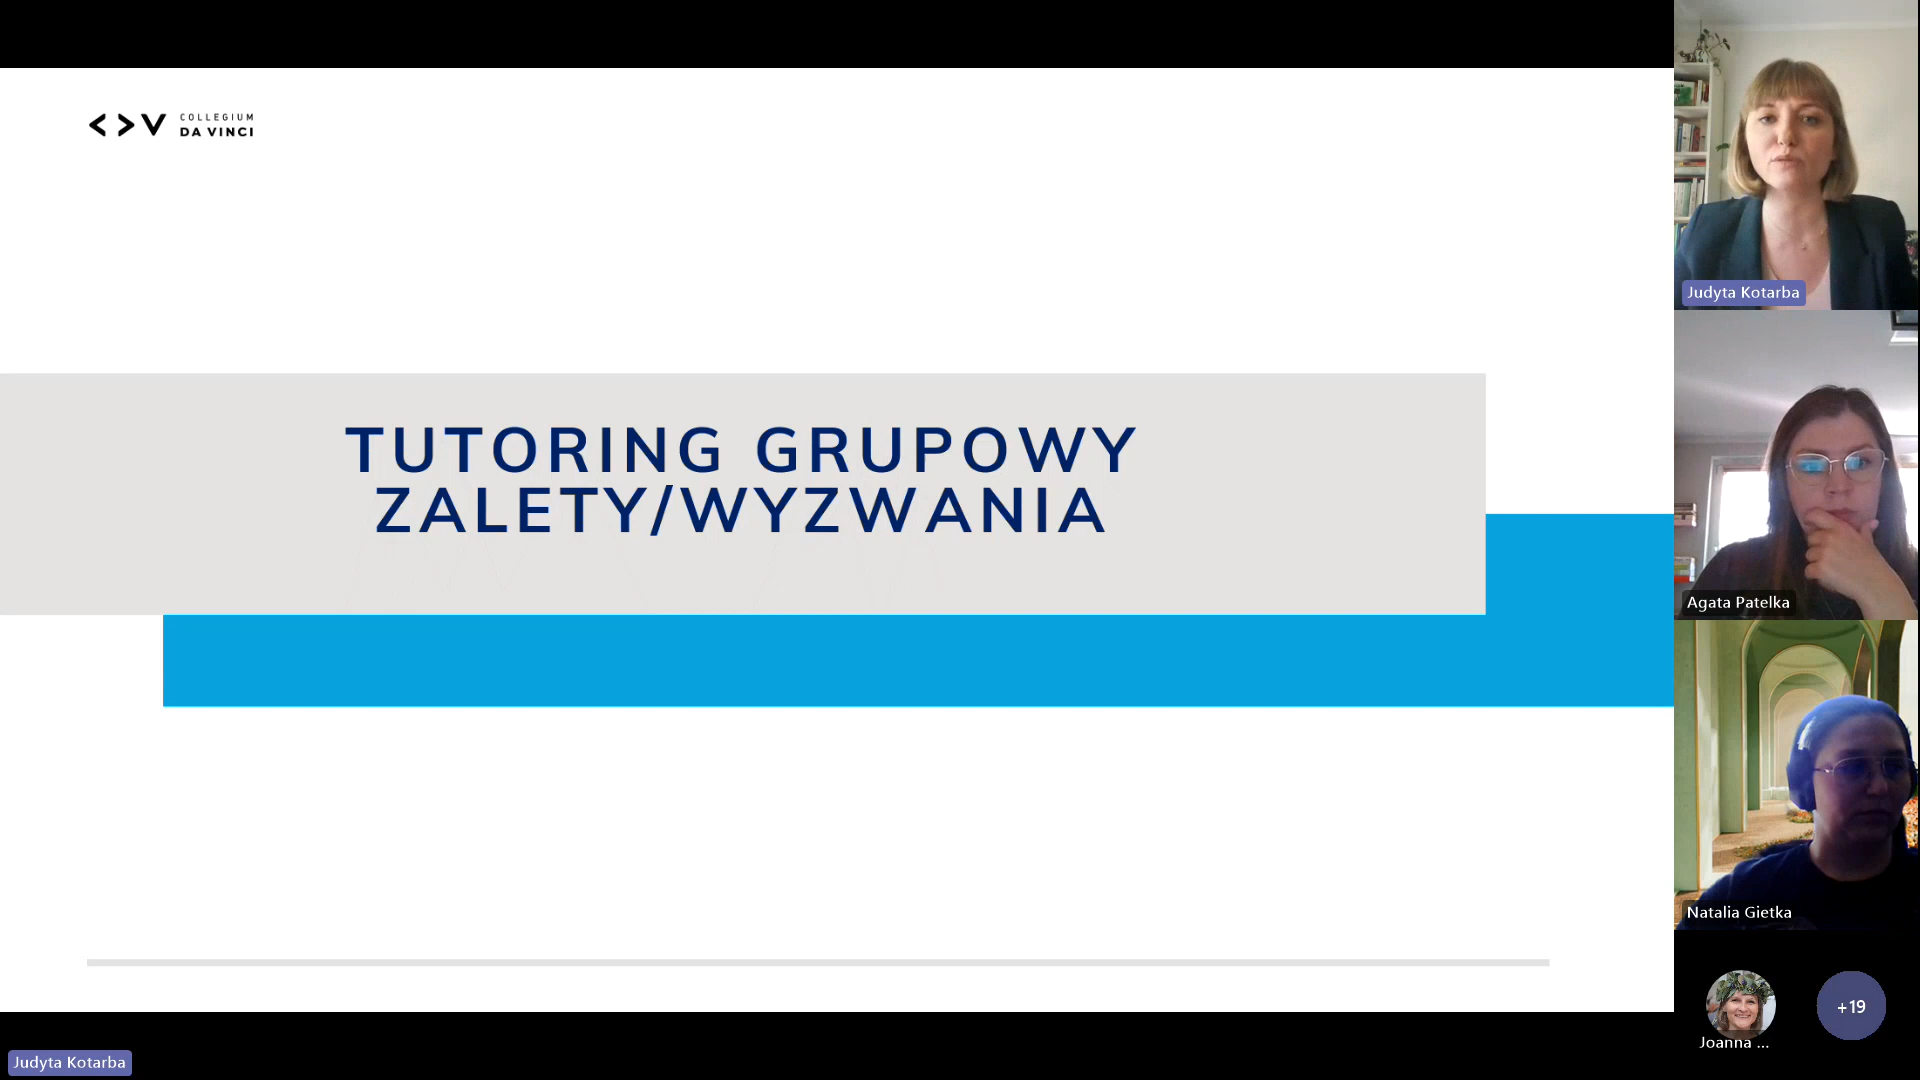 COLLEGIUM
DA VINCI
TUTORING GRUPOWY
ZALETY/WYZWANIA
Judyta Kotarba
Agata Patelka
Natalia Gietka
Joanna ...
+19
Judyta Kotarba